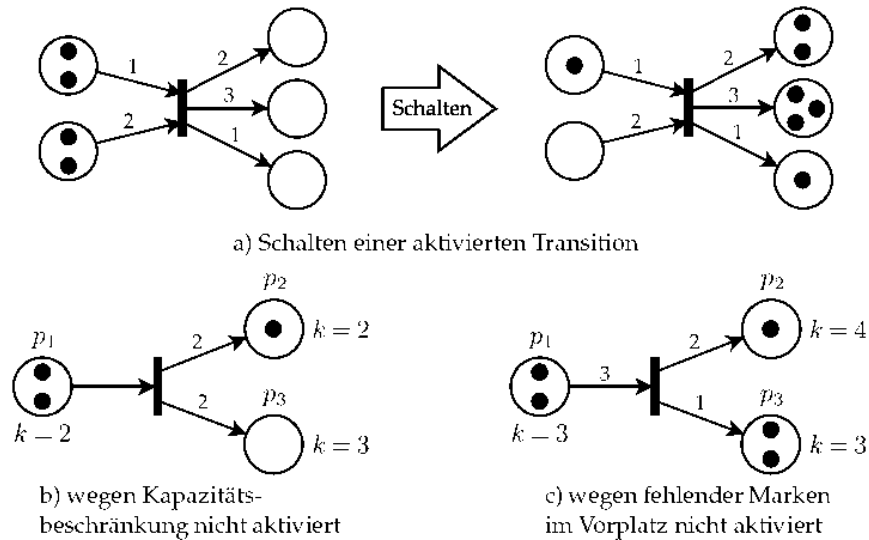 1 2 3 2 1
Schalten
1 2 3 2 1
a) Schalten einer aktivierten Transition
p1
k = 2
2
2
p2
k = 2
p3
k = 3
b) wegen Kapazitäts-
beschränkung nicht aktiviert
p1
k = 3
3
2
1
p2
k = 4
p3
k = 3
c) wegen fehlender Marken
im Vorplatz nicht aktiviert